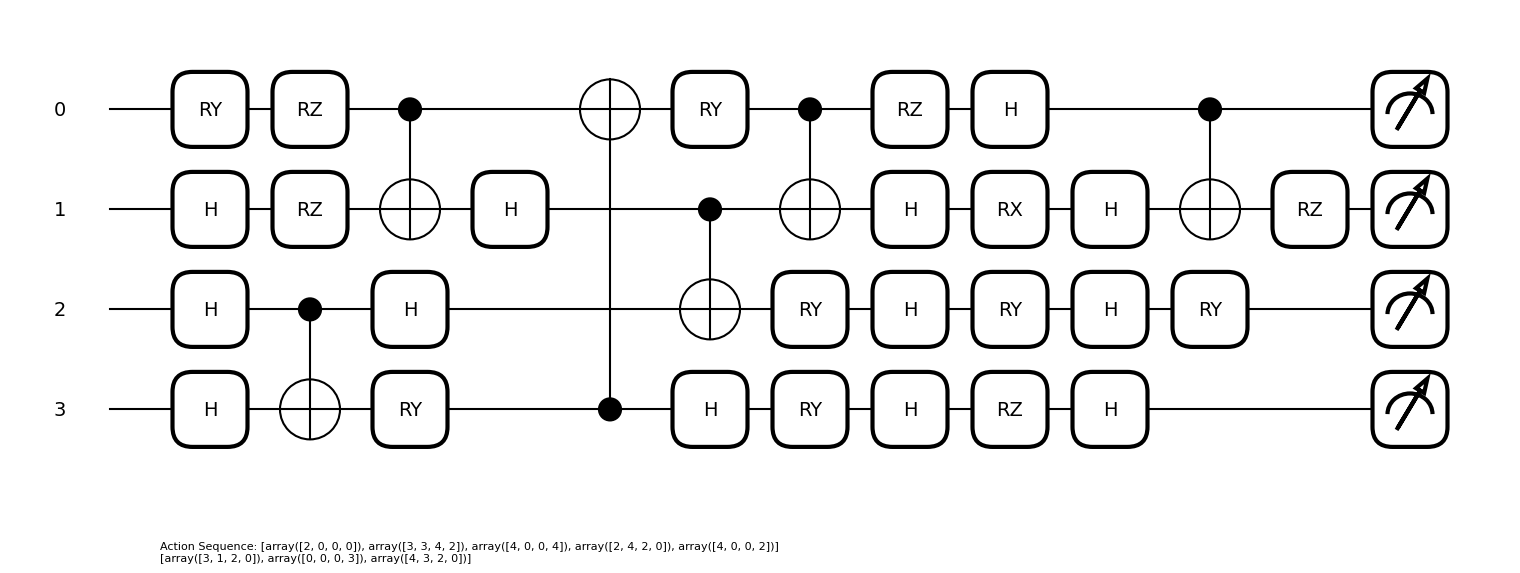 0 RY RZ RY RZ H
1 H RZ H H RX H RZ
2 H H RY H RY H RY
3 H RY H RY H RZ H
Action Sequence: [array([2, 0, 0, 0]), array([3, 3, 4, 2]), array([4, 0, 0, 4]), array([2, 4, 2, 0]), array([4, 0, 0, 2])]
[array([3, 1, 2, 0]), array([0, 0, 0, 3]), array([4, 3, 2, 0])]